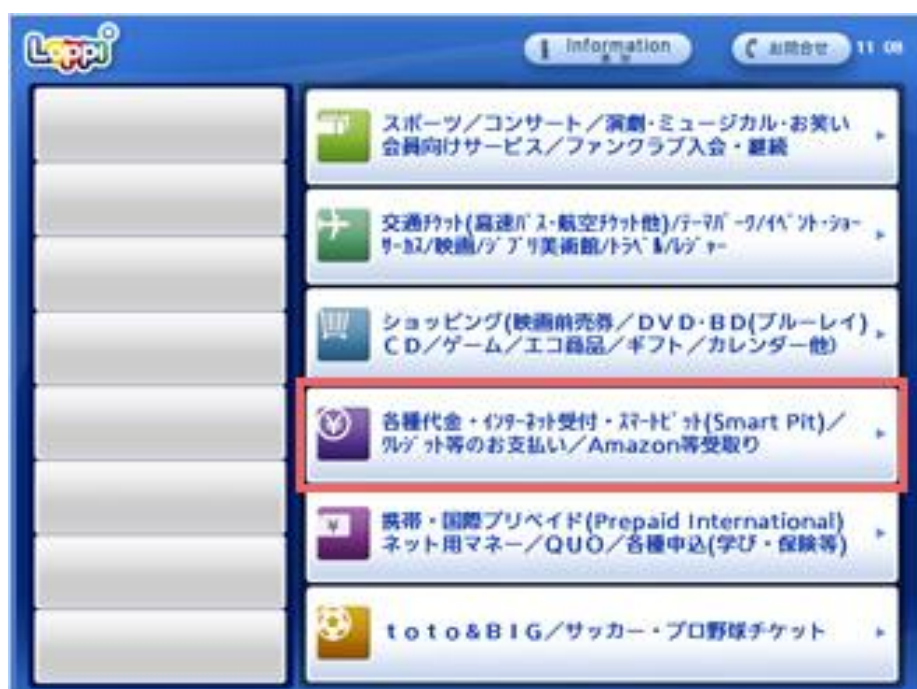 Loppi
Information
お問合せ 11 08
スポーツ／コンサート／演劇・ミュージカル・お笑い
会員向けサービス／ファンクラブ入会・継続
交通ﾁｹｯﾄ(高速ﾊﾞｽ・航空ﾁｹｯﾄ他)/ﾃｰﾏﾊﾟｰｸ/ｲﾍﾞﾝﾄ・ｼｮｰ
ｻｰｶｽ/映画/ｼﾞﾌﾞﾘ美術館/ﾄﾗﾍﾞﾙ/ﾚｼﾞｬｰ
ショッピング(映画前売券／ＤＶＤ・ＢＤ(ブルーレイ)
ＣＤ／ゲーム／エコ商品／ギフト／カレンダー他)
各種代金・ｲﾝﾀｰﾈｯﾄ受付・ｽﾏｰﾄﾋﾟｯﾄ(Smart Pit)／
ｸﾚｼﾞｯﾄ等のお支払い／Amazon等受取り
携帯・国際プリペイド(Prepaid International)
ネット用マネー／ＱＵＯ／各種申込(学び・保険等)
ｔｏｔｏ＆ＢＩＧ／サッカー・プロ野球チケット